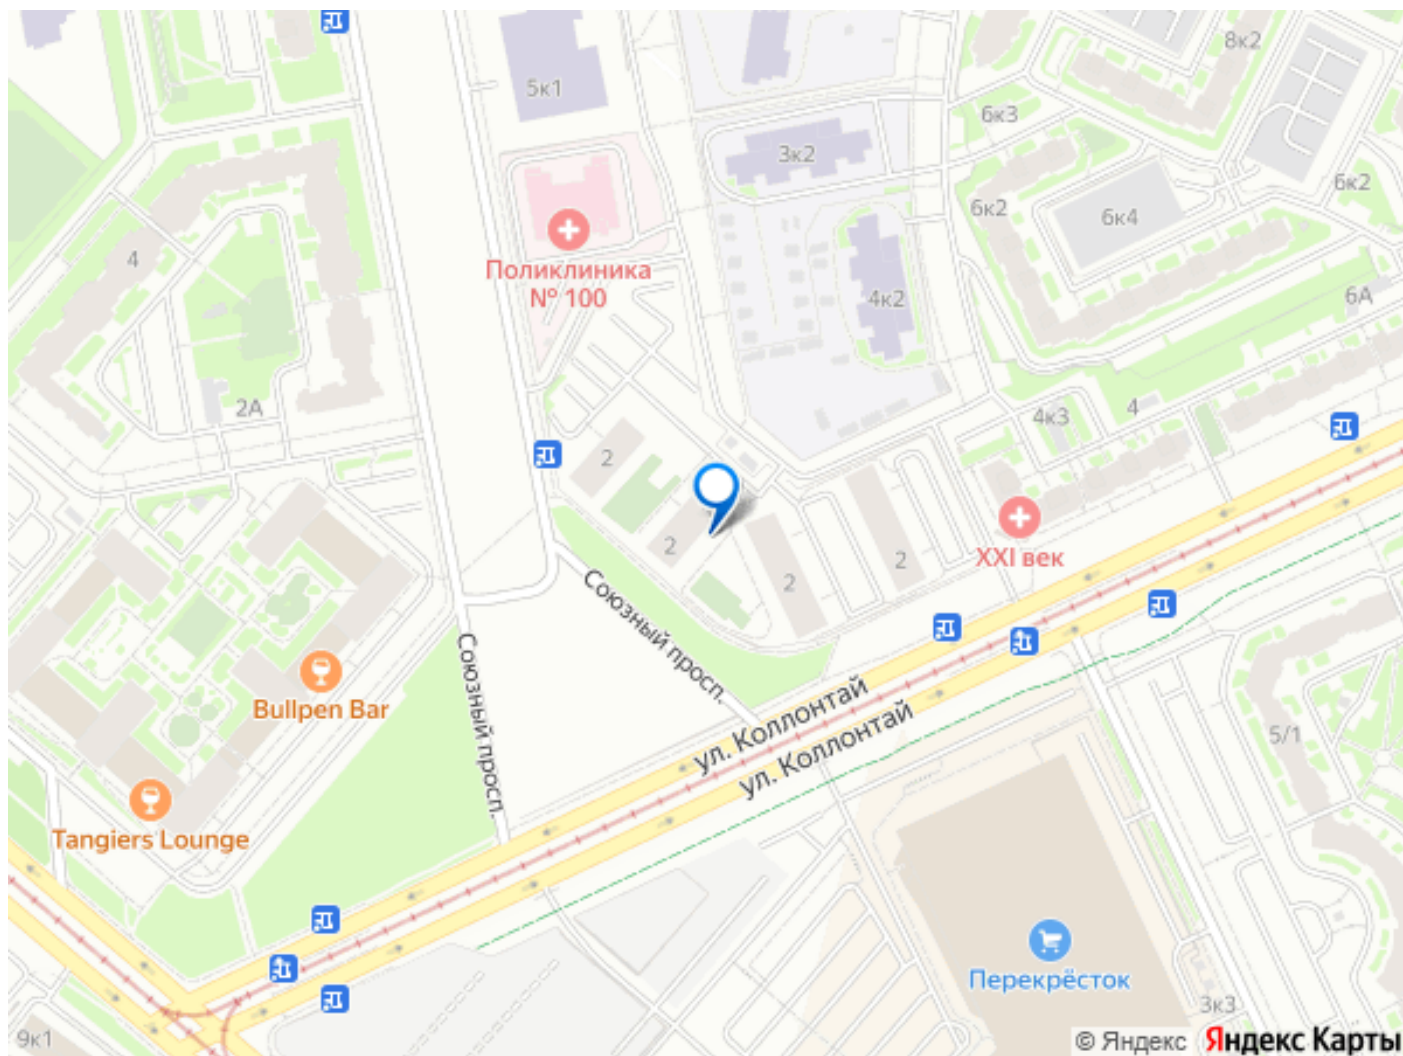 5к1
8к2
6к3
3к2
6к2
6к2
6к4
4
Поликлиника
№ 100
4к2
6А
2А
4к3
4
2
2
2
2
XXI век
Союзный просп.
Союзный просп.
Bullpen Bar
ул. Коллонтай
ул. Коллонтай
5/1
Tangiers Lounge
Перекрёсток
3к3
9к1
© Яндекс Яндекс Карты